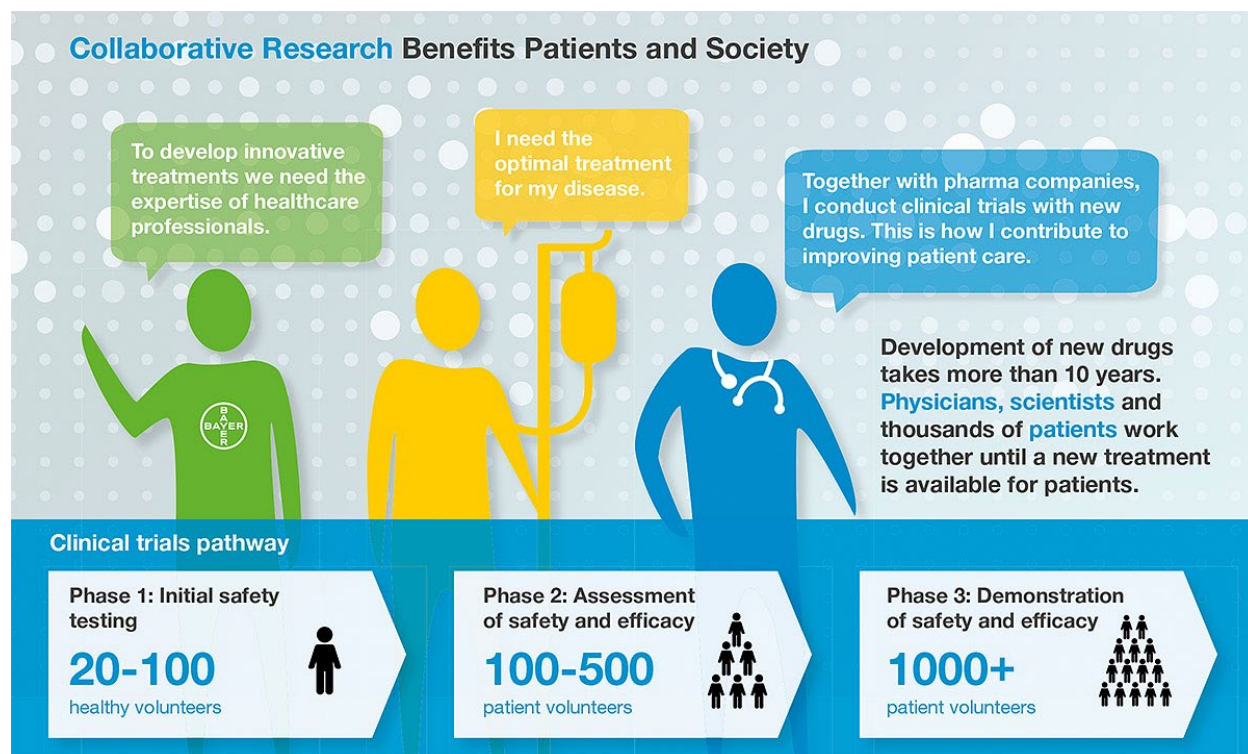 Collaborative Research Benefits Patients and Society
To develop innovative
treatments we need the
expertise of healthcare
professionals.
I need the
optimal treatment
for my disease.
Together with pharma companies,
I conduct clinical trials with new
drugs. This is how I contribute to
improving patient care.
BAYER
BAYER
Development of new drugs
takes more than 10 years.
Physicians, scientists and
thousands of patients work
together until a new treatment
is available for patients.
Clinical trials pathway
Phase 1: Initial safety
testing
20-100
healthy volunteers
Phase 2: Assessment
of safety and efficacy
100-500
patient volunteers
Phase 3: Demonstration
of safety and efficacy
1000+
patient volunteers